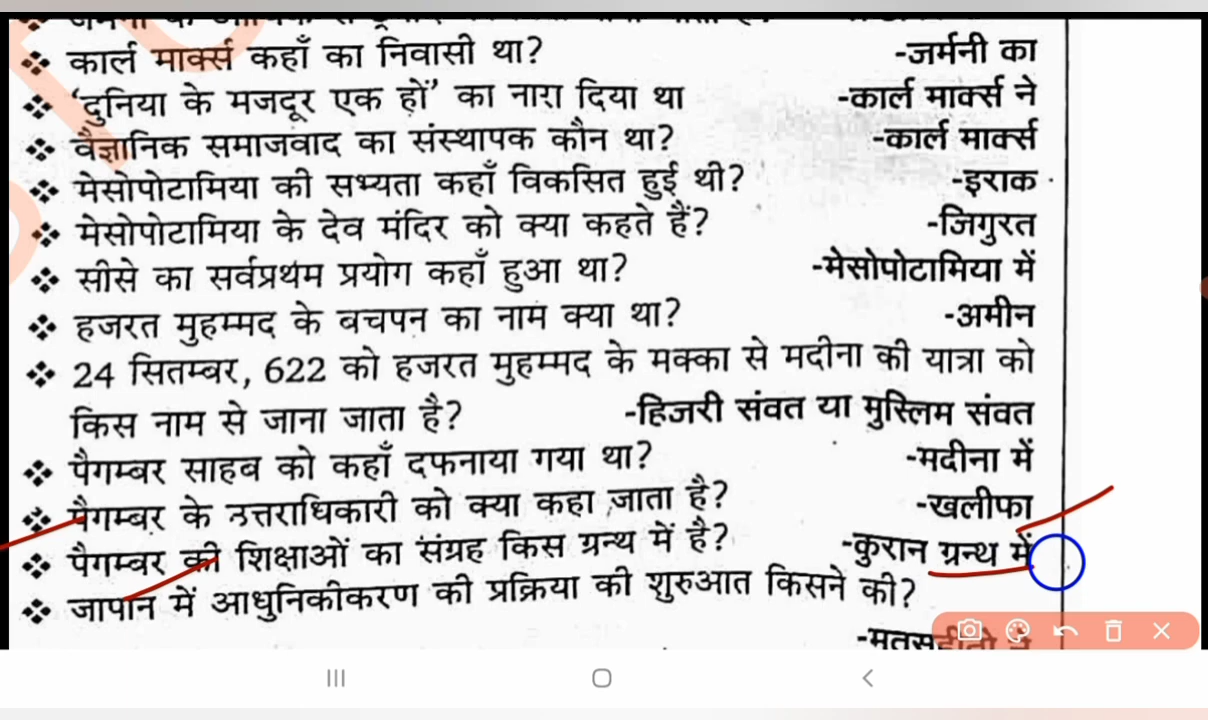 ❖ कार्ल मार्क्स कहाँ का निवासी था? -जर्मनी का
❖ 'दुनिया के मजदूर एक हों' का नारा दिया था -कार्ल मार्क्स ने
❖ वैज्ञानिक समाजवाद का संस्थापक कौन था? -कार्ल मार्क्स
❖ मेसोपोटामिया की सभ्यता कहाँ विकसित हुई थी? -इराक
❖ मेसोपोटामिया के देव मंदिर को क्या कहते हैं? -जिगुरत
❖ सीसे का सर्वप्रथम प्रयोग कहाँ हुआ था? -मेसोपोटामिया में
❖ हजरत मुहम्मद के बचपन का नाम क्या था? -अमीन
❖ 24 सितम्बर, 622 को हजरत मुहम्मद के मक्का से मदीना की यात्रा को
किस नाम से जाना जाता है? -हिजरी संवत या मुस्लिम संवत
❖ पैगम्बर साहब को कहाँ दफनाया गया था? -मदीना में
❖ पैगम्बर के उत्तराधिकारी को क्या कहा जाता है? -खलीफा
❖ पैगम्बर की शिक्षाओं का संग्रह किस ग्रन्थ में है? -कुरान ग्रन्थ में
❖ जापान में आधुनिकीकरण की प्रक्रिया की शुरुआत किसने की?